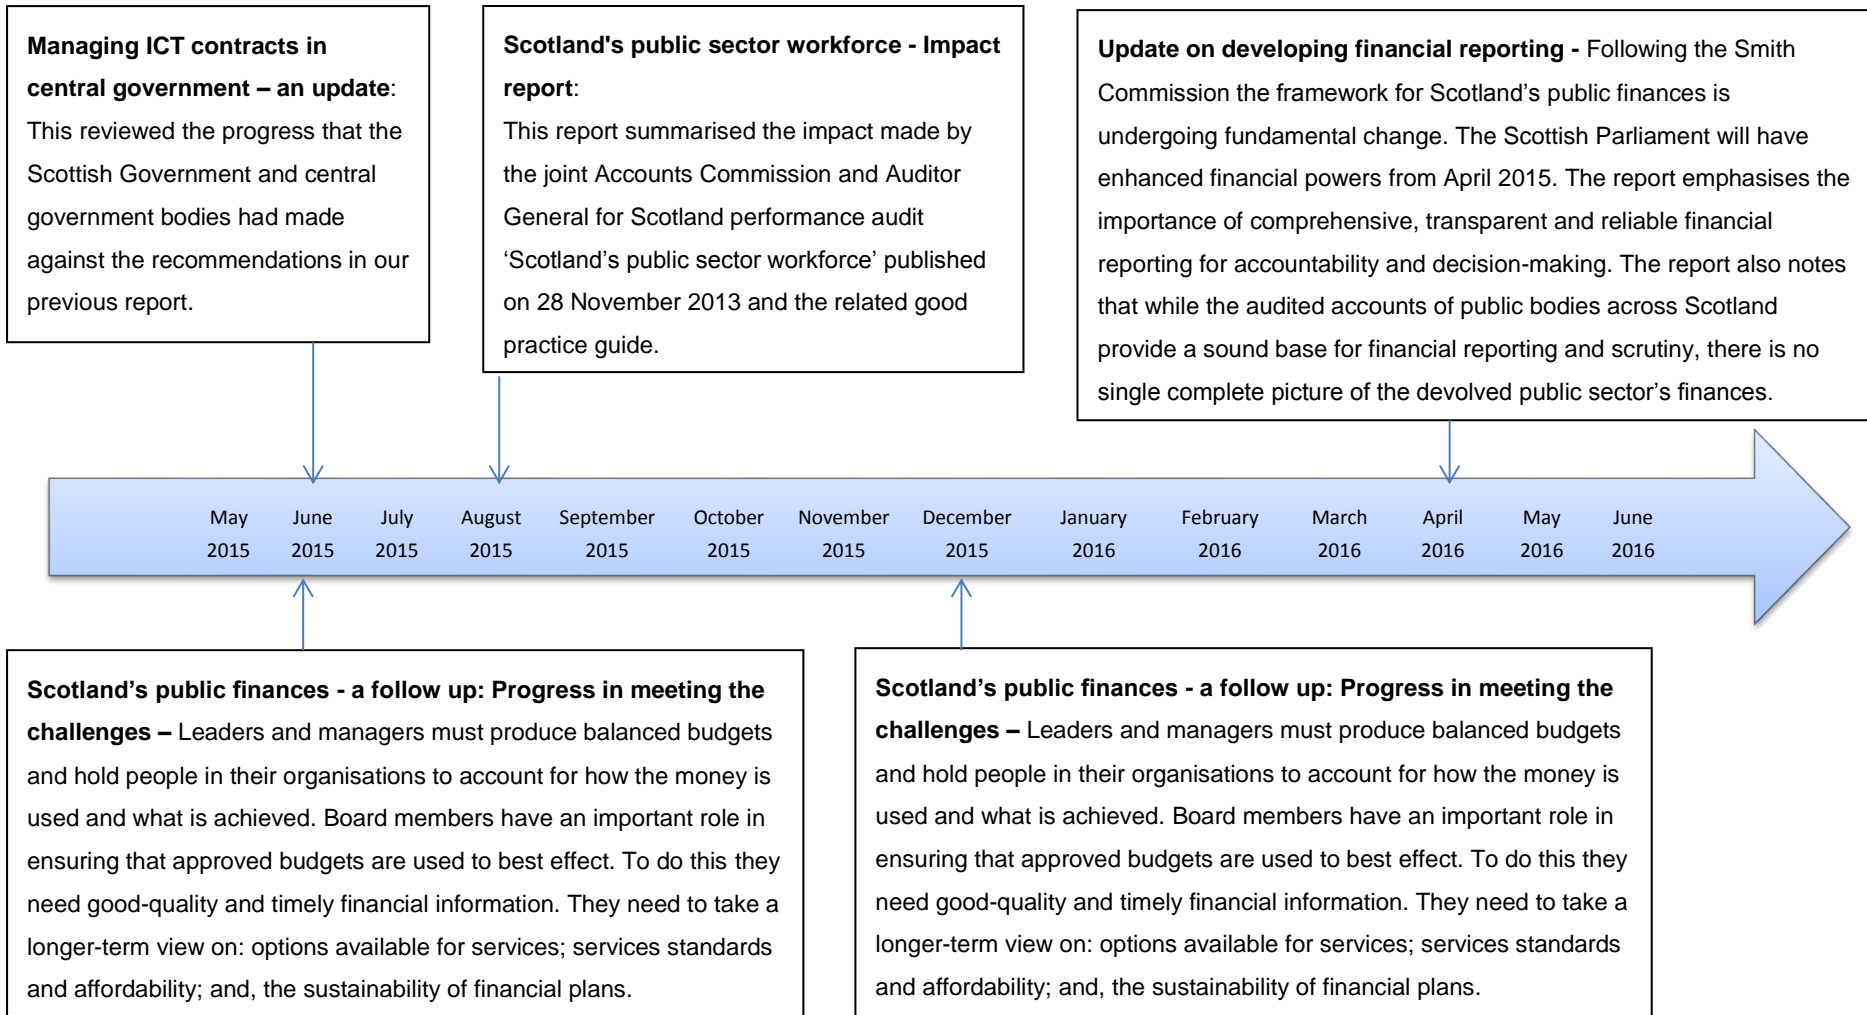 Managing ICT contracts in
central government – an update:
This reviewed the progress that the
Scottish Government and central
government bodies had made
against the recommendations in our
previous report.
Scotland's public sector workforce - Impact
report:
This report summarised the impact made by
the joint Accounts Commission and Auditor
General for Scotland performance audit
‘Scotland’s public sector workforce’ published
on 28 November 2013 and the related good
practice guide.
Update on developing financial reporting - Following the Smith
Commission the framework for Scotland’s public finances is
undergoing fundamental change. The Scottish Parliament will have
enhanced financial powers from April 2015. The report emphasises the
importance of comprehensive, transparent and reliable financial
reporting for accountability and decision-making. The report also notes
that while the audited accounts of public bodies across Scotland
provide a sound base for financial reporting and scrutiny, there is no
single complete picture of the devolved public sector’s finances.
May June July August September October November December January February March April May June
2015 2015 2015 2015 2015 2015 2015 2015 2016 2016 2016 2016 2016 2016
Scotland’s public finances - a follow up: Progress in meeting the
challenges – Leaders and managers must produce balanced budgets
and hold people in their organisations to account for how the money is
used and what is achieved. Board members have an important role in
ensuring that approved budgets are used to best effect. To do this they
need good-quality and timely financial information. They need to take a
longer-term view on: options available for services; services standards
and affordability; and, the sustainability of financial plans.
Scotland’s public finances - a follow up: Progress in meeting the
challenges – Leaders and managers must produce balanced budgets
and hold people in their organisations to account for how the money is
used and what is achieved. Board members have an important role in
ensuring that approved budgets are used to best effect. To do this they
need good-quality and timely financial information. They need to take a
longer-term view on: options available for services; services standards
and affordability; and, the sustainability of financial plans.